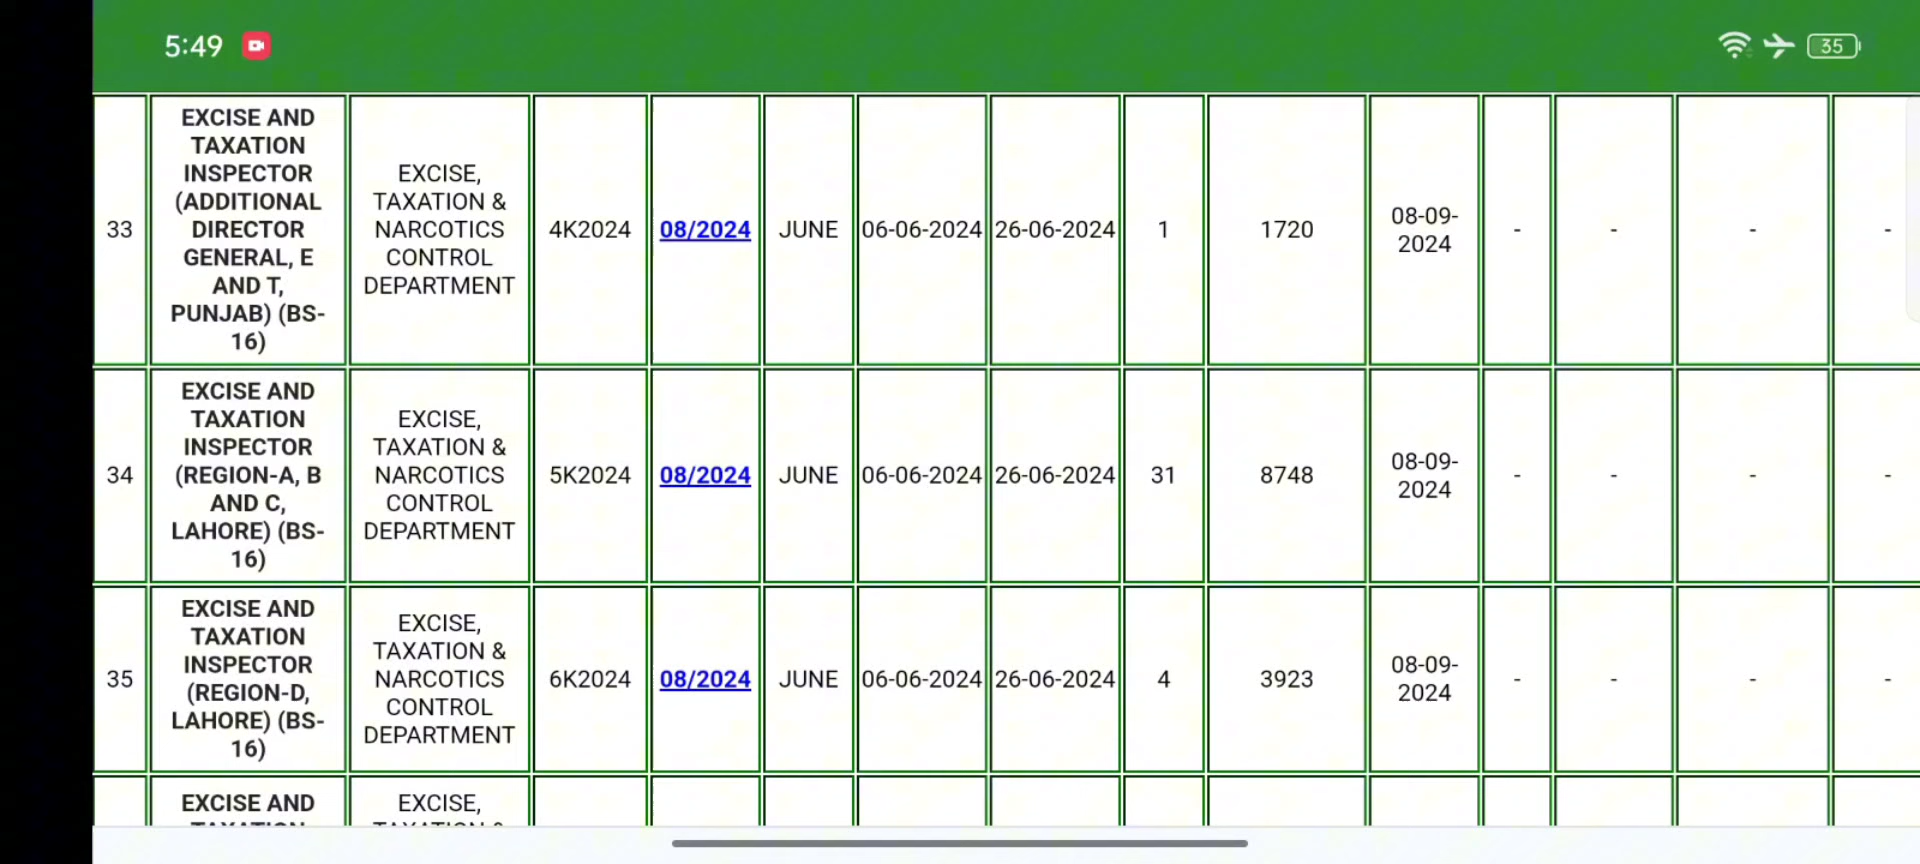 5:49
35
33
EXCISE AND
TAXATION
INSPECTOR
(ADDITIONAL
DIRECTOR
GENERAL, E
AND T,
PUNJAB) (BS-
16)
EXCISE,
TAXATION &
NARCOTICS
CONTROL
DEPARTMENT
4K2024
08/2024
JUNE
06-06-2024
26-06-2024
1
1720
08-09-
2024
-
-
-
-
34
EXCISE AND
TAXATION
INSPECTOR
(REGION-A, B
AND C,
LAHORE) (BS-
16)
EXCISE,
TAXATION &
NARCOTICS
CONTROL
DEPARTMENT
5K2024
08/2024
JUNE
06-06-2024
26-06-2024
31
8748
08-09-
2024
-
-
-
-
35
EXCISE AND
TAXATION
INSPECTOR
(REGION-D,
LAHORE) (BS-
16)
EXCISE,
TAXATION &
NARCOTICS
CONTROL
DEPARTMENT
6K2024
08/2024
JUNE
06-06-2024
26-06-2024
4
3923
08-09-
2024
-
-
-
-
EXCISE AND
TAXATION
EXCISE,
TAXATION &